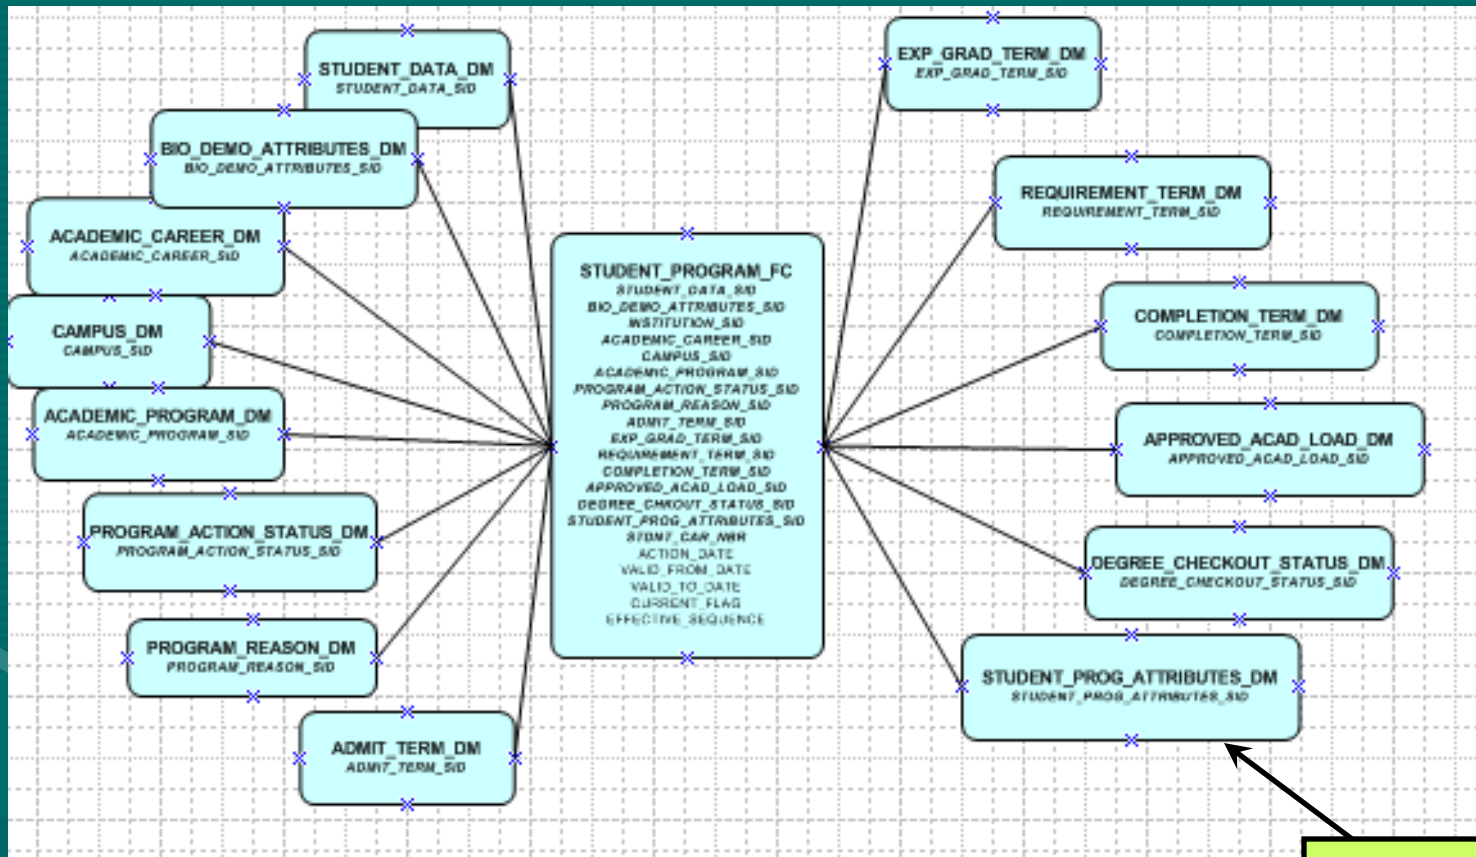 STUDENT_DATA_DM
STUDENT_DATA_SID
BIO_DEMO_ATTRIBUTES_DM
BIO_DEMO_ATTRIBUTES_SID
ACADEMIC_CAREER_DM
ACADEMIC_CAREER_SID
CAMPUS_DM
CAMPUS_SID
ACADEMIC_PROGRAM_DM
ACADEMIC_PROGRAM_SID
PROGRAM_ACTION_STATUS_DM
PROGRAM_ACTION_STATUS_SID
PROGRAM_REASON_DM
PROGRAM_REASON_SID
ADMIT_TERM_DM
ADMIT_TERM_SID
STUDENT_PROGRAM_FC
STUDENT_DATA_SID
BIO_DEMO_ATTRIBUTES_SID
INSTITUTION_SID
ACADEMIC_CAREER_SID
CAMPUS_SID
ACADEMIC_PROGRAM_SID
PROGRAM_ACTION_STATUS_SID
PROGRAM_REASON_SID
ADMIT_TERM_SID
EXP_GRAD_TERM_SID
REQUIREMENT_TERM_SID
COMPLETION_TERM_SID
APPROVED_ACAD_LOAD_SID
DEGREE_CHKOUT_STATUS_SID
STUDENT_PROG_ATTRIBUTES_SID
STDNT_CAR_NBR
ACTION_DATE
VALID_FROM_DATE
VALID_TO_DATE
CURRENT_FLAG
EFFECTIVE_SEQUENCE
EXP_GRAD_TERM_DM
EXP_GRAD_TERM_SID
REQUIREMENT_TERM_DM
REQUIREMENT_TERM_SID
COMPLETION_TERM_DM
COMPLETION_TERM_SID
APPROVED_ACAD_LOAD_DM
APPROVED_ACAD_LOAD_SID
DEGREE_CHECKOUT_STATUS_DM
DEGREE_CHECKOUT_STATUS_SID
STUDENT_PROG_ATTRIBUTES_DM
STUDENT_PROG_ATTRIBUTES_SID